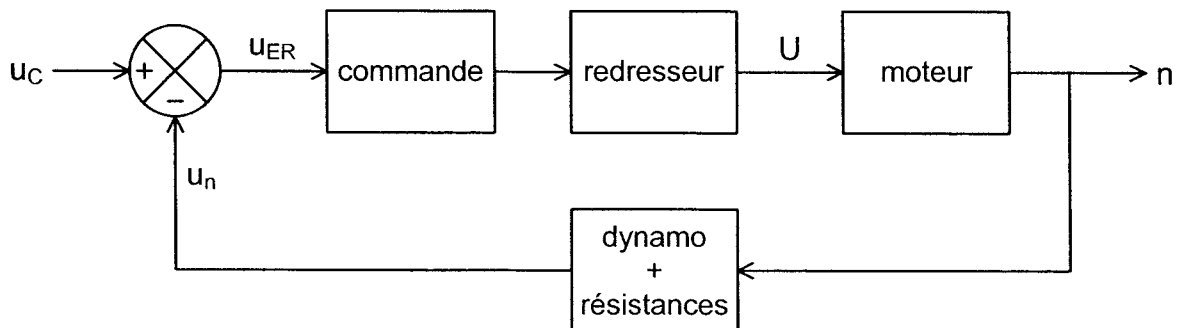 u_C
+
−
u_ER
commande
redresseur
U
moteur
n
u_n
dynamo
+
résistances